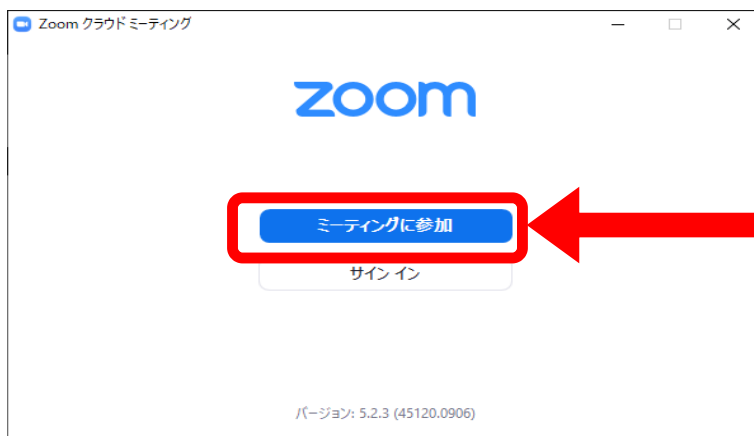 Zoom クラウド ミーティング
zoom
ミーティングに参加
サイン イン
バージョン: 5.2.3 (45120.0906)